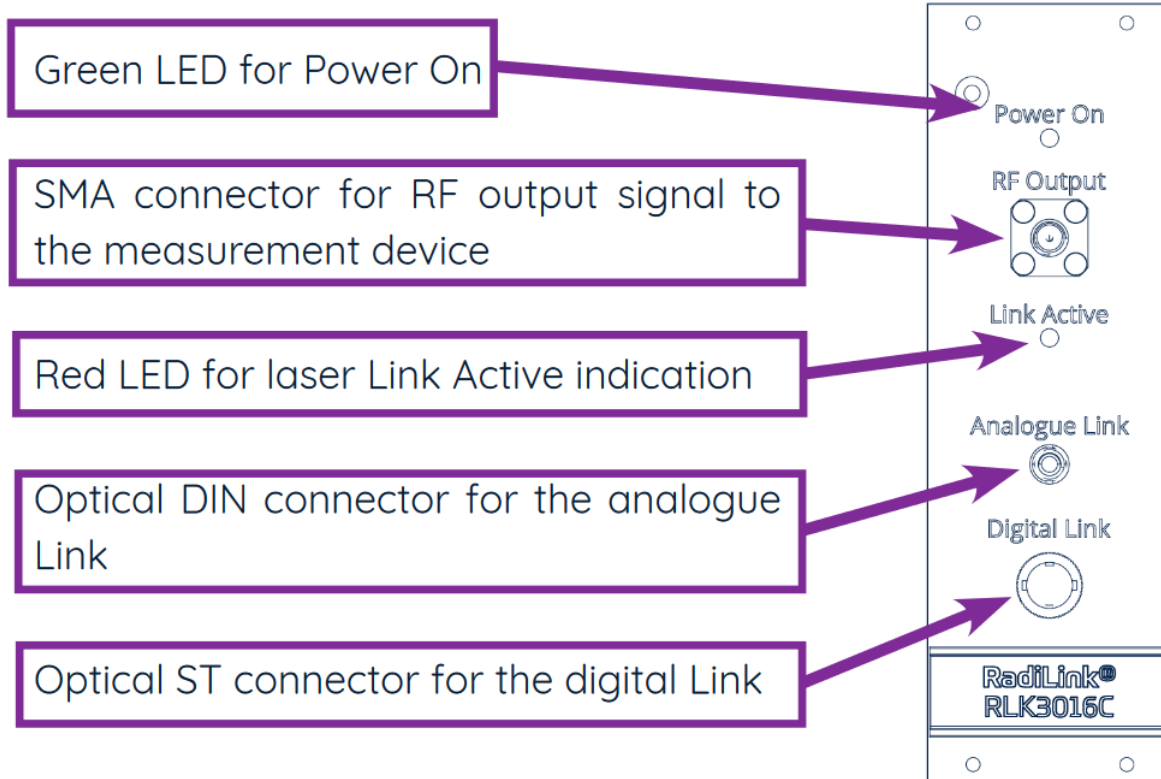 Green LED for Power On
Power On
SMA connector for RF output signal to
the measurement device
RF Output
Red LED for laser Link Active indication
Link Active
Optical DIN connector for the analogue
Link
Analogue Link
Optical ST connector for the digital Link
Digital Link
RadiLink®
RLK3016C